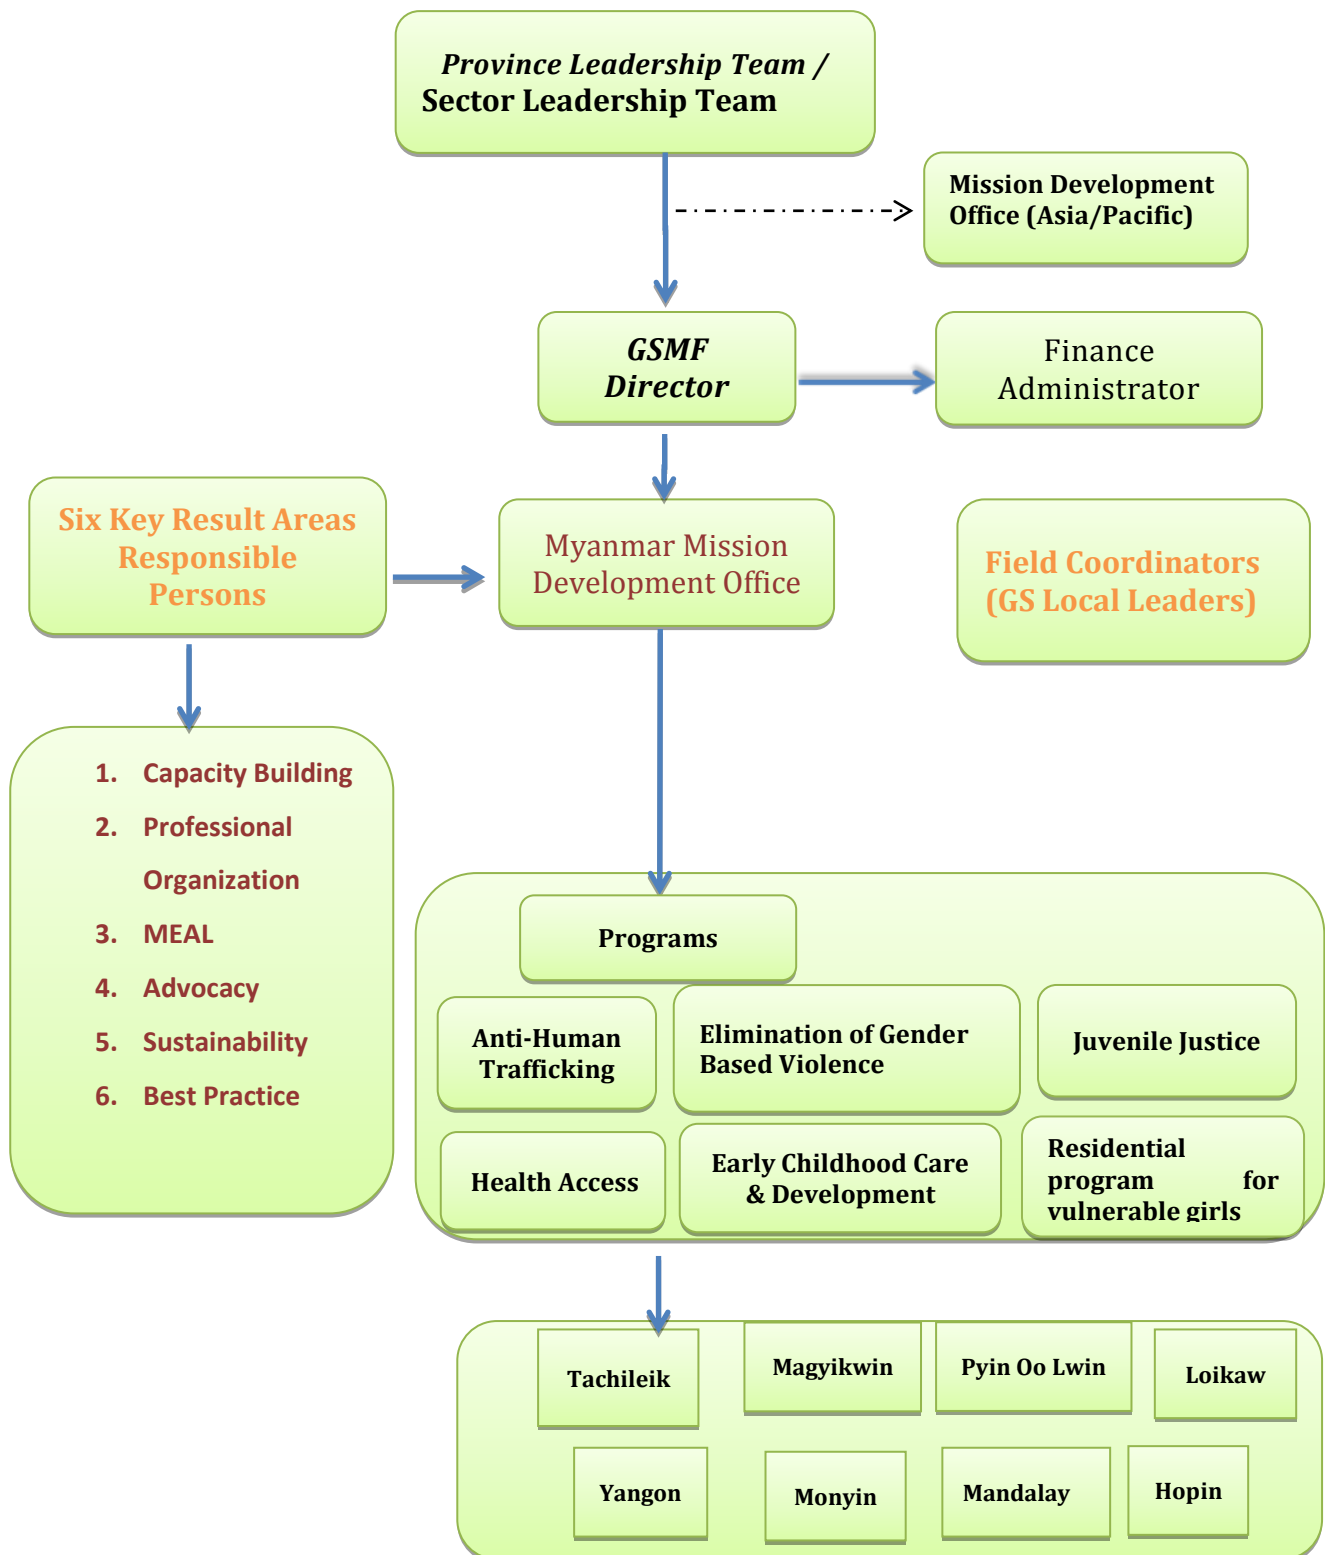 Province Leadership Team /
Sector Leadership Team
Mission Development
Office (Asia/Pacific)
GSMF
Director
Finance
Administrator
Six Key Result Areas
Responsible
Persons
Myanmar Mission
Development Office
Field Coordinators
(GS Local Leaders)
1. Capacity Building
2. Professional
Organization
3. MEAL
4. Advocacy
5. Sustainability
6. Best Practice
Programs
Anti-Human
Trafficking
Elimination of Gender
Based Violence
Juvenile Justice
Health Access
Early Childhood Care
& Development
Residential
program for
vulnerable girls
Tachileik
Magyikwin
Pyin Oo Lwin
Loikaw
Yangon
Monyin
Mandalay
Hopin